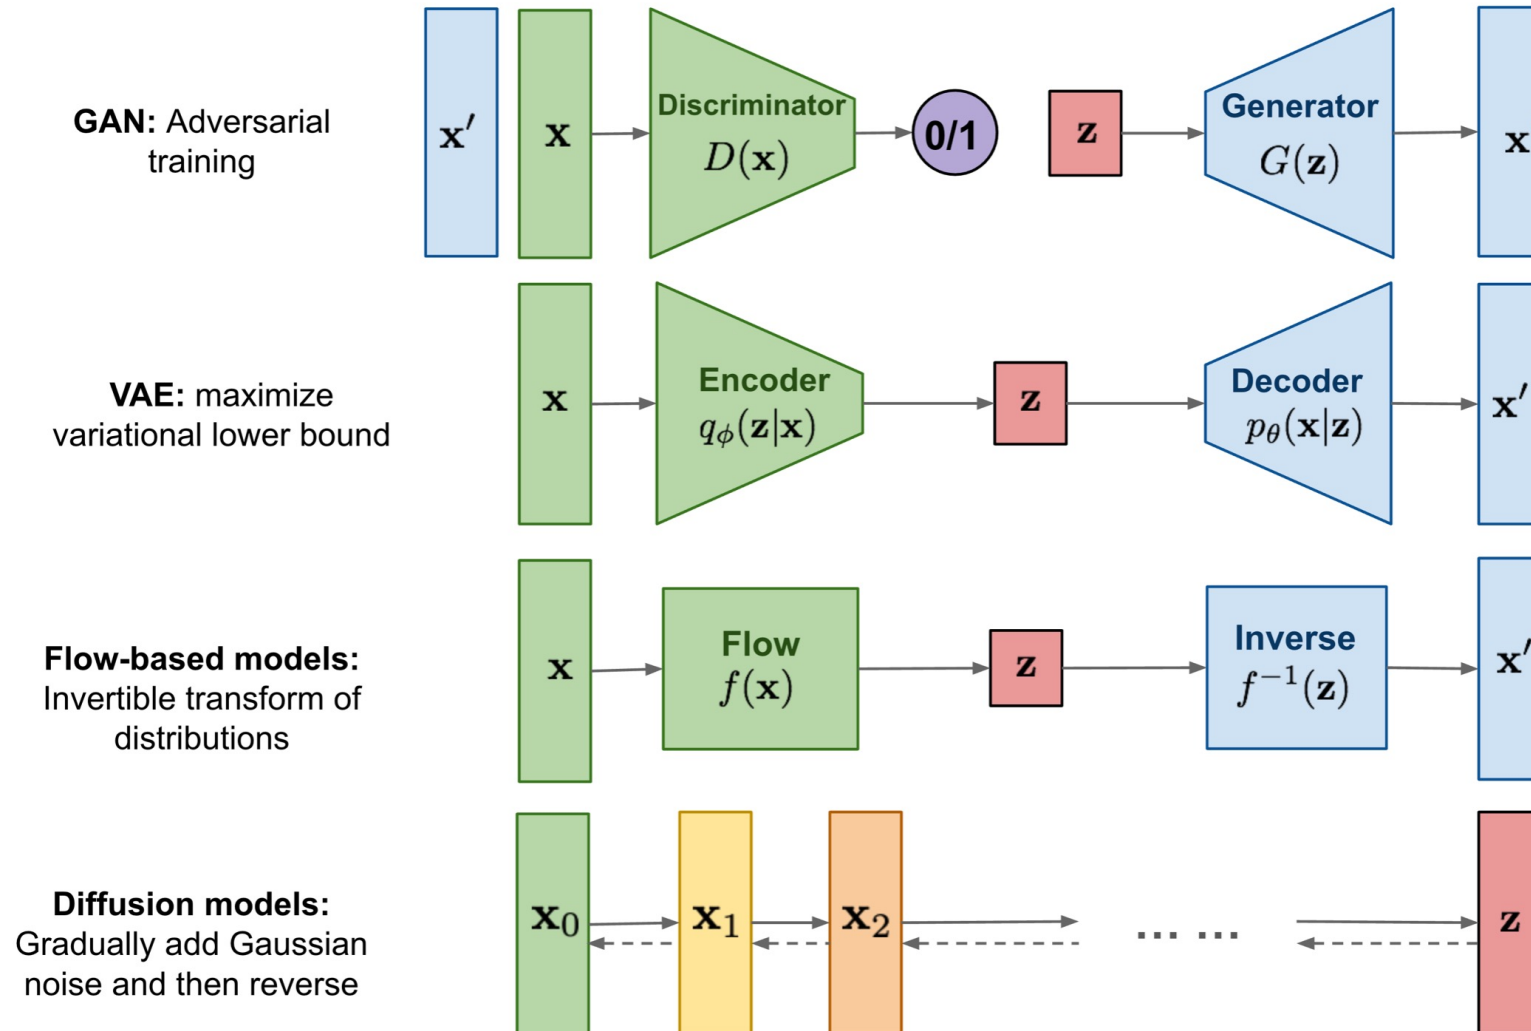 GAN: Adversarial
training
x′
x
Discriminator
D(x)
0/1
z
Generator
G(z)
x
VAE: maximize
variational lower bound
x
Encoder
qϕ(z|x)
z
Decoder
pθ(x|z)
x′
Flow-based models:
Invertible transform of
distributions
x
Flow
f(x)
z
Inverse
f⁻¹(z)
x′
Diffusion models:
Gradually add Gaussian
noise and then reverse
x₀
x₁
x₂
... ...
z